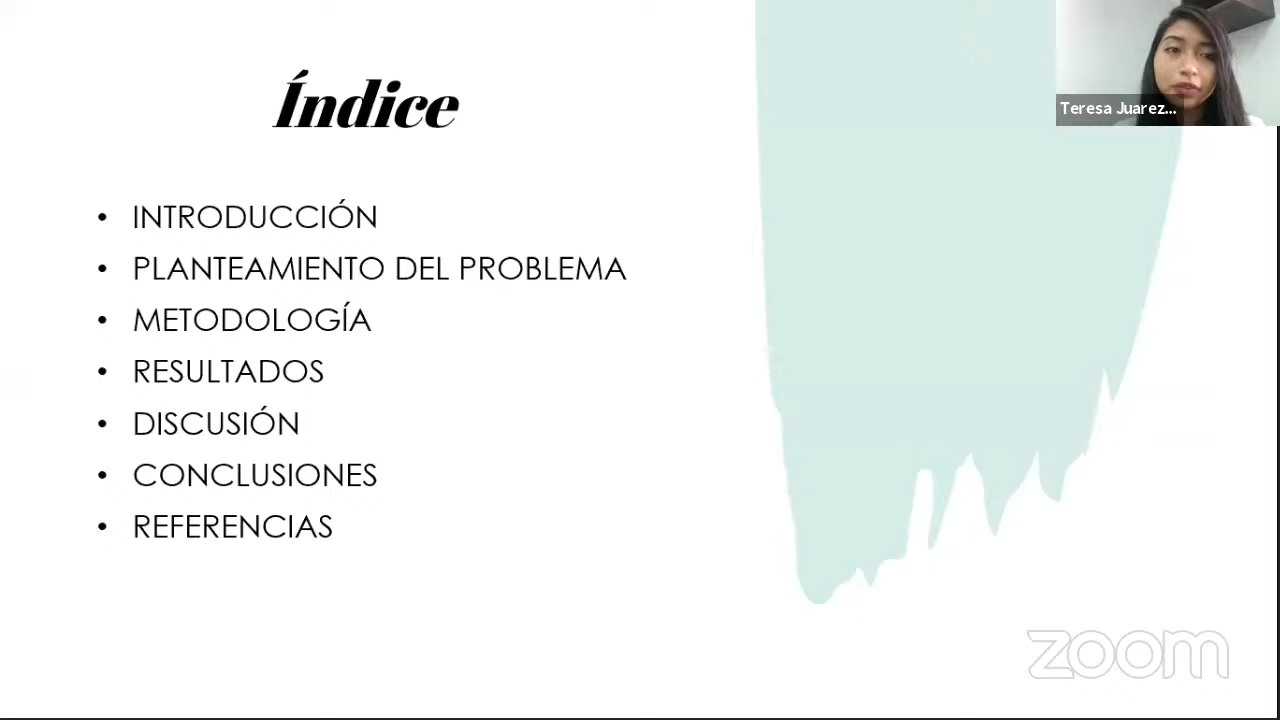 Índice
Teresa Juarez...
• INTRODUCCIÓN
• PLANTEAMIENTO DEL PROBLEMA
• METODOLOGÍA
• RESULTADOS
• DISCUSIÓN
• CONCLUSIONES
• REFERENCIAS
zoom